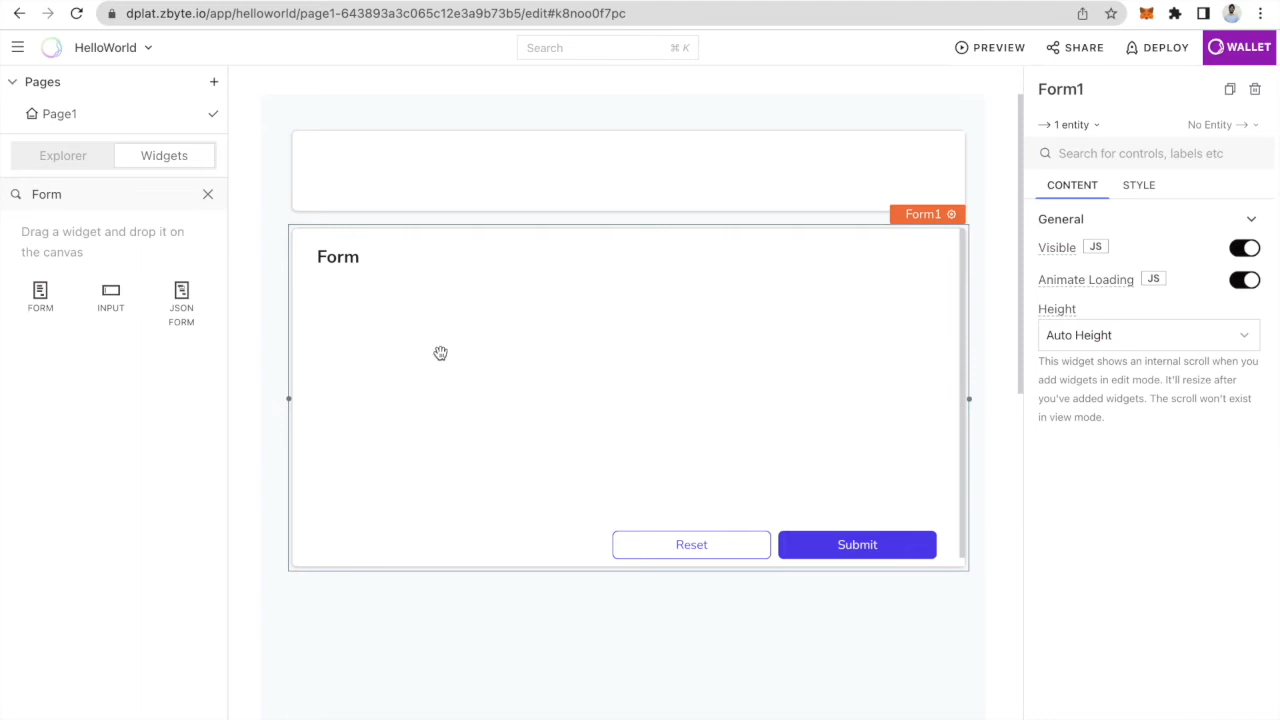 dplat.zbyte.io/app/helloworld/page1-643893a3c065c12e3a9b73b5/edit#k8noo0f7pc
HelloWorld
Search ⌘ K
PREVIEW
SHARE
DEPLOY
WALLET
Pages
Page1
Explorer
Widgets
Form
Drag a widget and drop it on
the canvas
FORM
INPUT
JSON
FORM
Form1
Form
Reset
Submit
Form1
1 entity
No Entity
Search for controls, labels etc
CONTENT
STYLE
General
Visible JS
Animate Loading JS
Height
Auto Height
This widget shows an internal scroll when you
add widgets in edit mode. It'll resize after
you've added widgets. The scroll won't exist
in view mode.